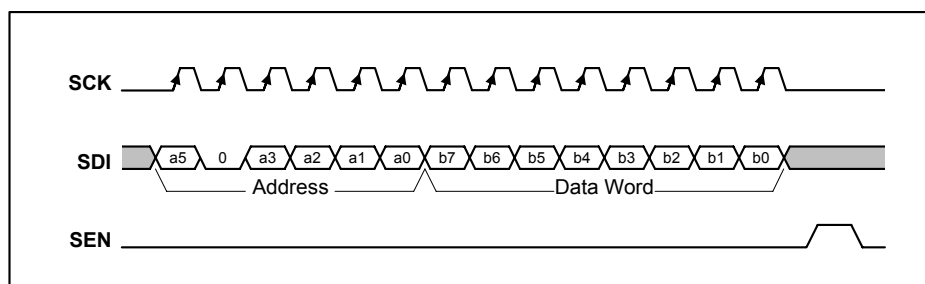 SCK
SDI a5 0 a3 a2 a1 a0 b7 b6 b5 b4 b3 b2 b1 b0
Address Data Word
SEN